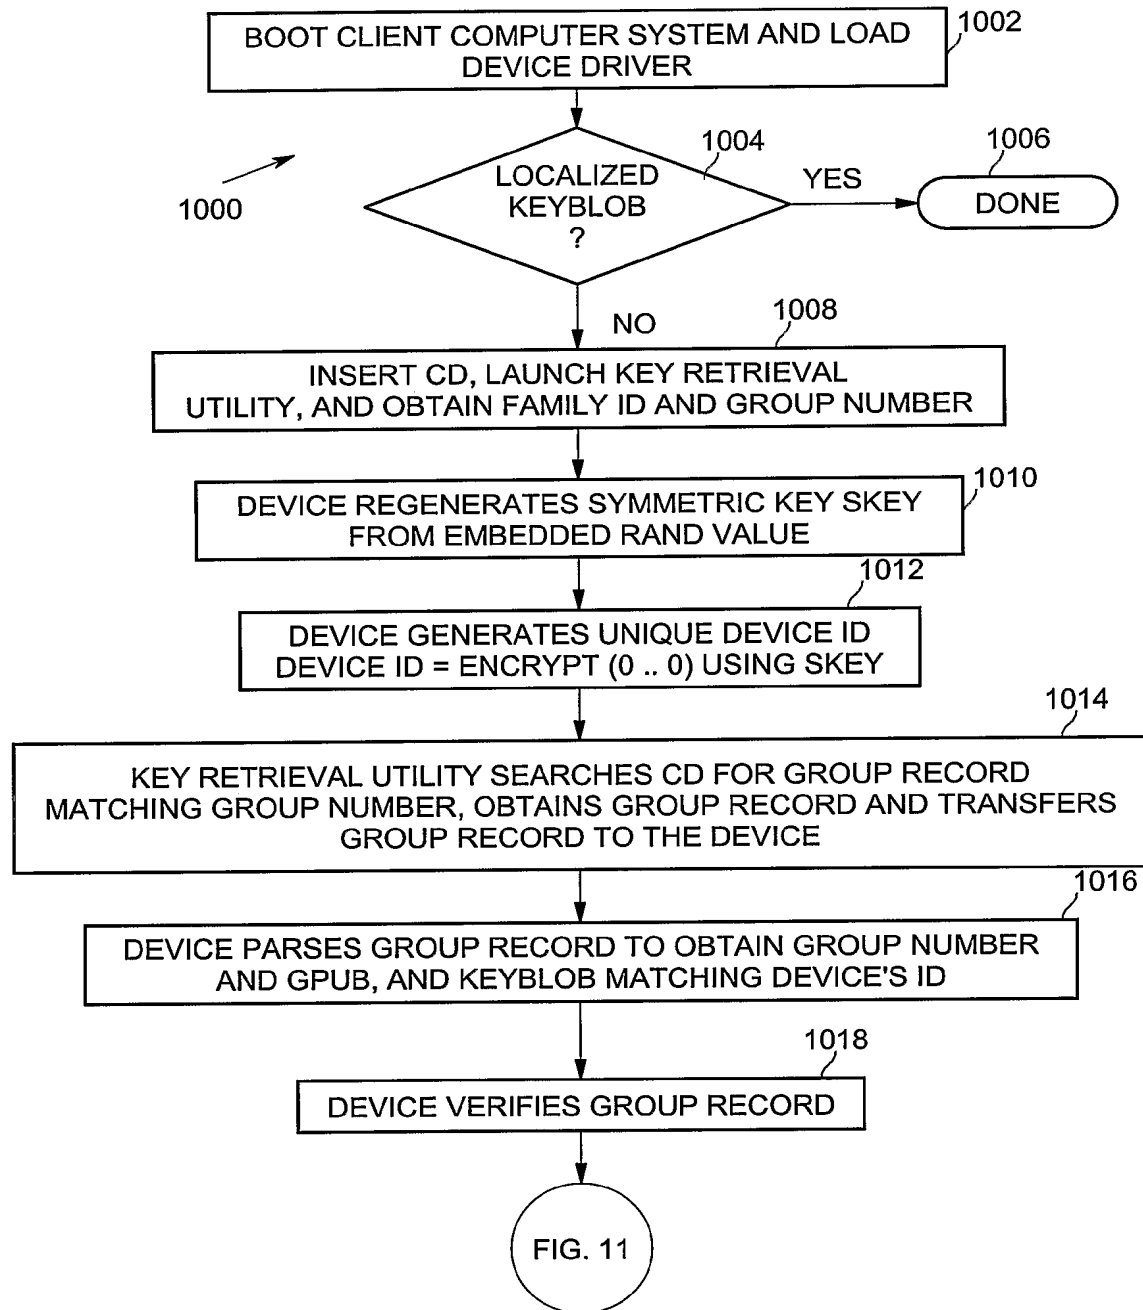 BOOT CLIENT COMPUTER SYSTEM AND LOAD
DEVICE DRIVER
1002
1000
LOCALIZED
KEYBLOB
?
1004
YES
1006
DONE
NO
1008
INSERT CD, LAUNCH KEY RETRIEVAL
UTILITY, AND OBTAIN FAMILY ID AND GROUP NUMBER
1010
DEVICE REGENERATES SYMMETRIC KEY SKEY
FROM EMBEDDED RAND VALUE
1012
DEVICE GENERATES UNIQUE DEVICE ID
DEVICE ID = ENCRYPT (0 .. 0) USING SKEY
1014
KEY RETRIEVAL UTILITY SEARCHES CD FOR GROUP RECORD
MATCHING GROUP NUMBER, OBTAINS GROUP RECORD AND TRANSFERS
GROUP RECORD TO THE DEVICE
1016
DEVICE PARSES GROUP RECORD TO OBTAIN GROUP NUMBER
AND GPUB, AND KEYBLOB MATCHING DEVICE'S ID
1018
DEVICE VERIFIES GROUP RECORD
FIG. 11